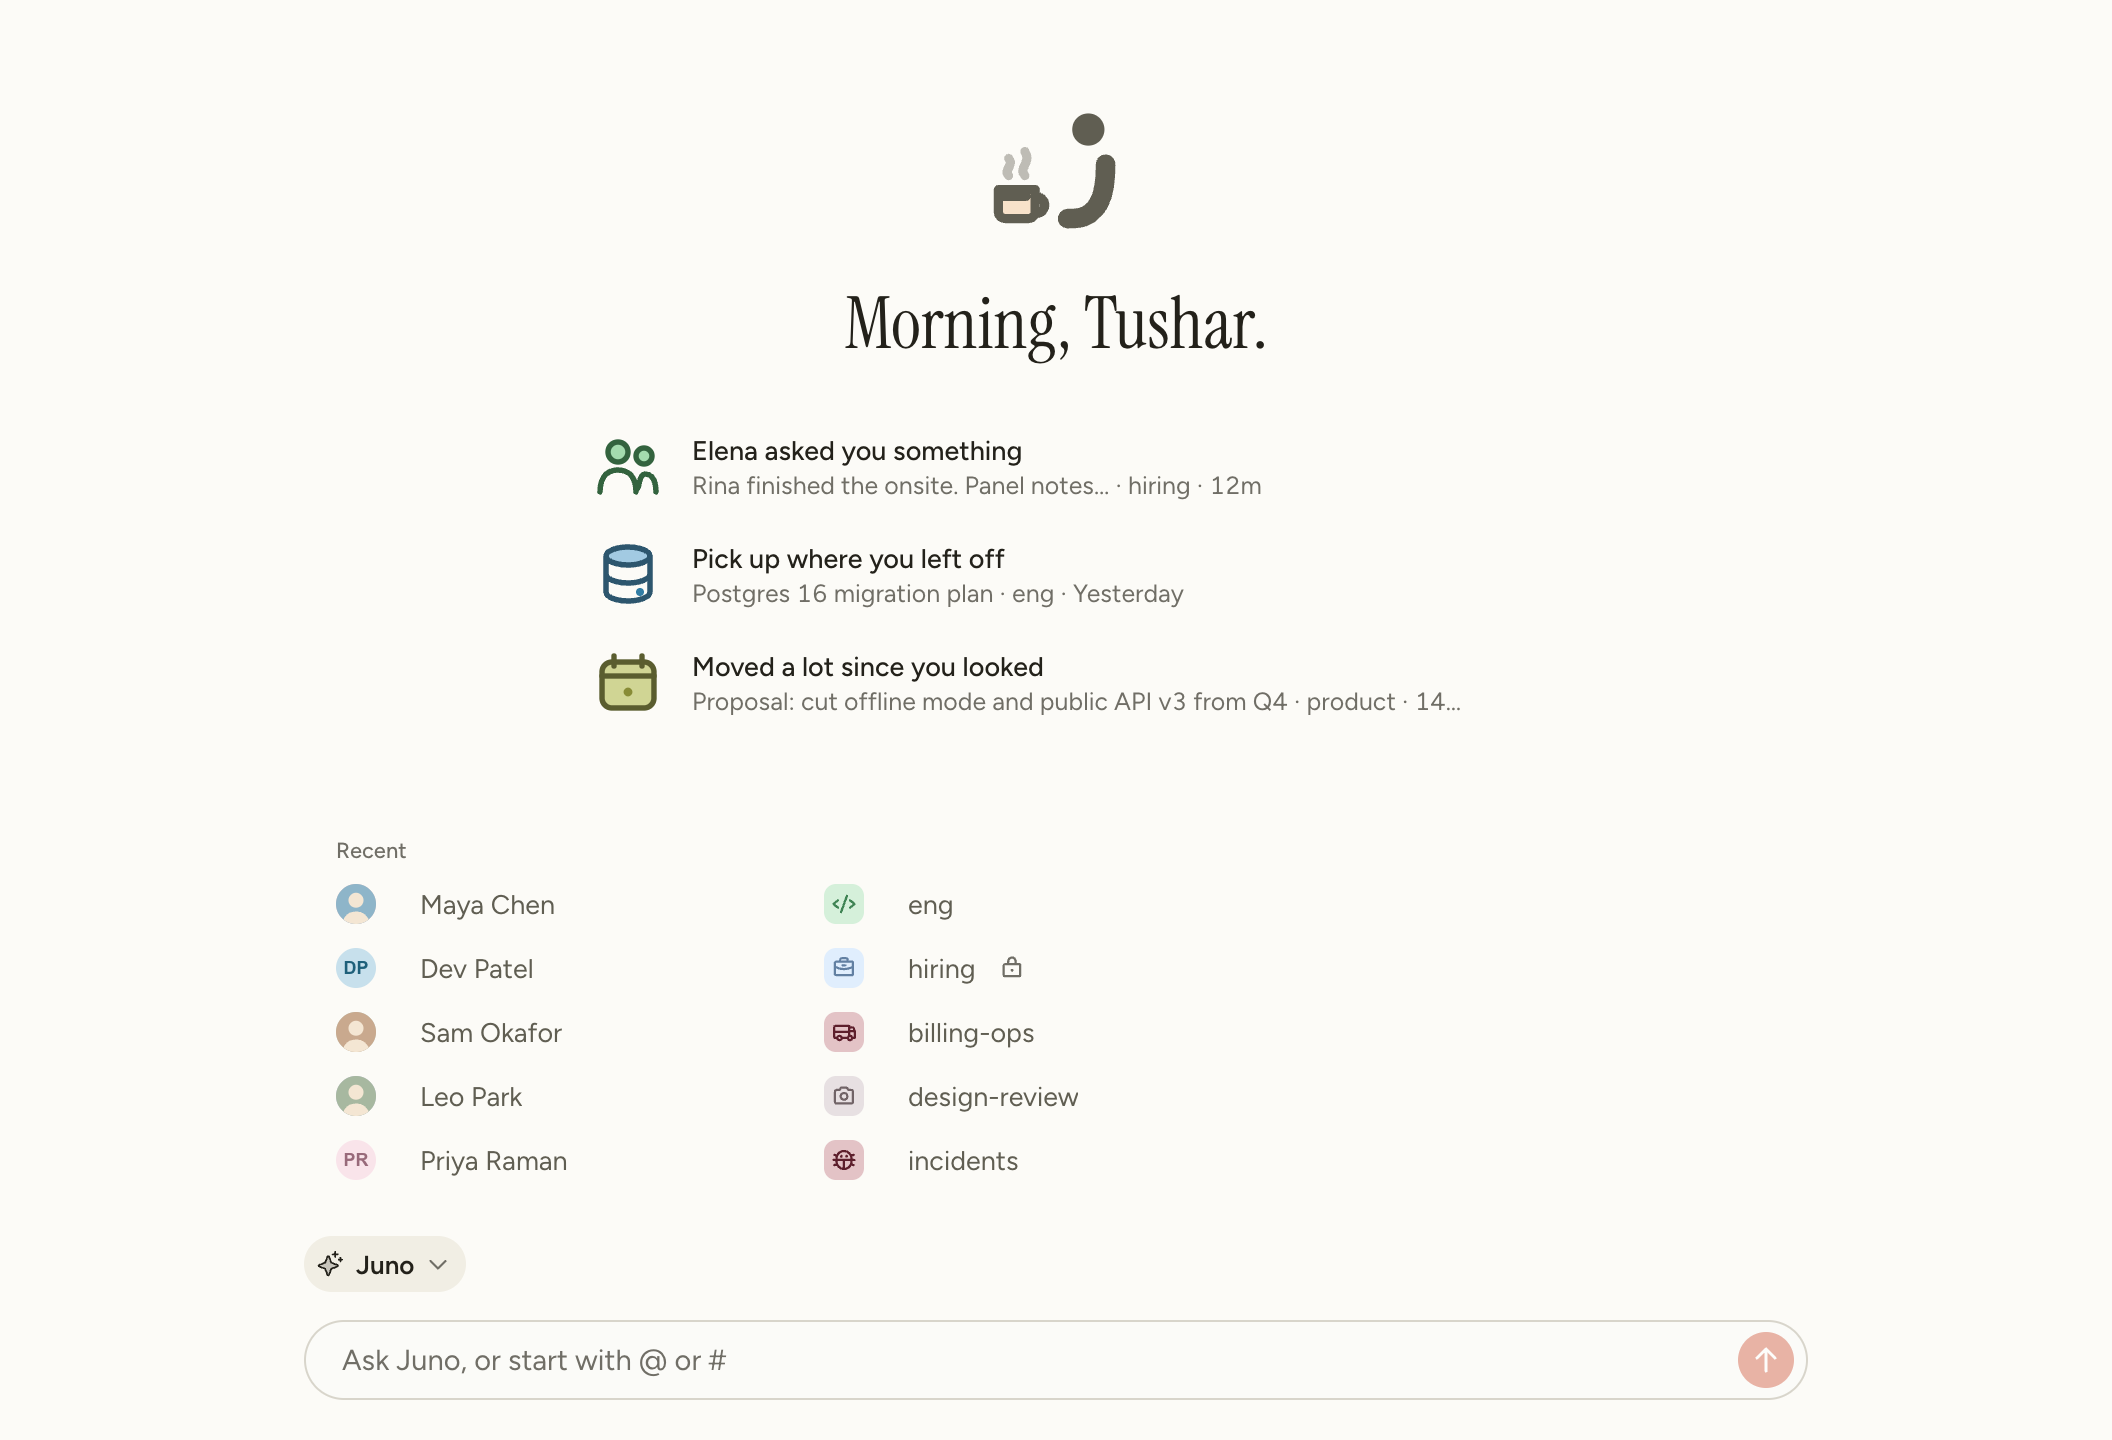 Morning, Tushar.
Elena asked you something
Rina finished the onsite. Panel notes... · hiring · 12m
Pick up where you left off
Postgres 16 migration plan · eng · Yesterday
Moved a lot since you looked
Proposal: cut offline mode and public API v3 from Q4 · product · 14...
Recent
Maya Chen
eng
DP Dev Patel
hiring
Sam Okafor
billing-ops
Leo Park
design-review
PR Priya Raman
incidents
Juno
Ask Juno, or start with @ or #